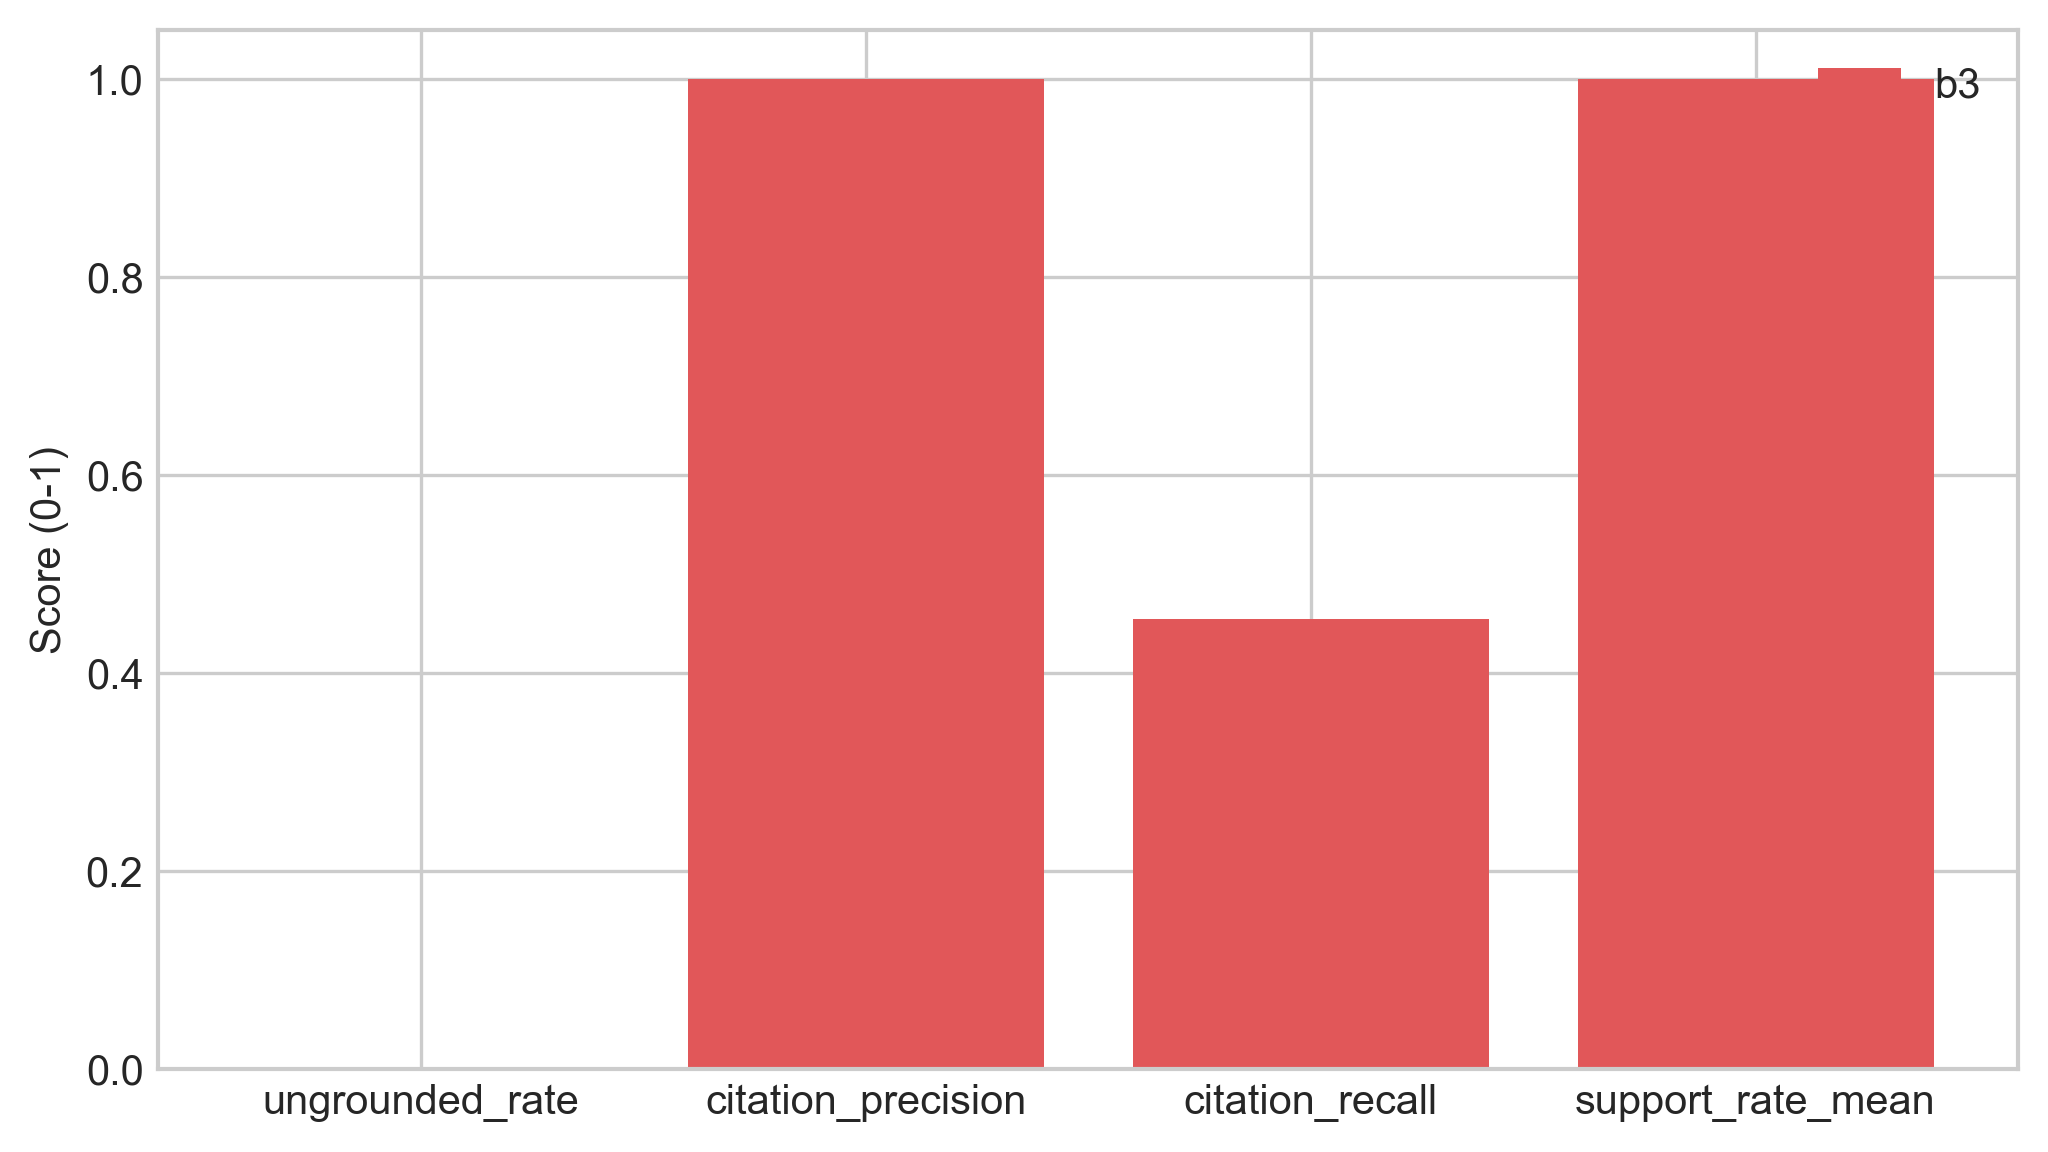 b3
1.0
0.8
0.6
0.4
0.2
0.0
Score (0-1)
ungrounded_rate
citation_precision
citation_recall
support_rate_mean